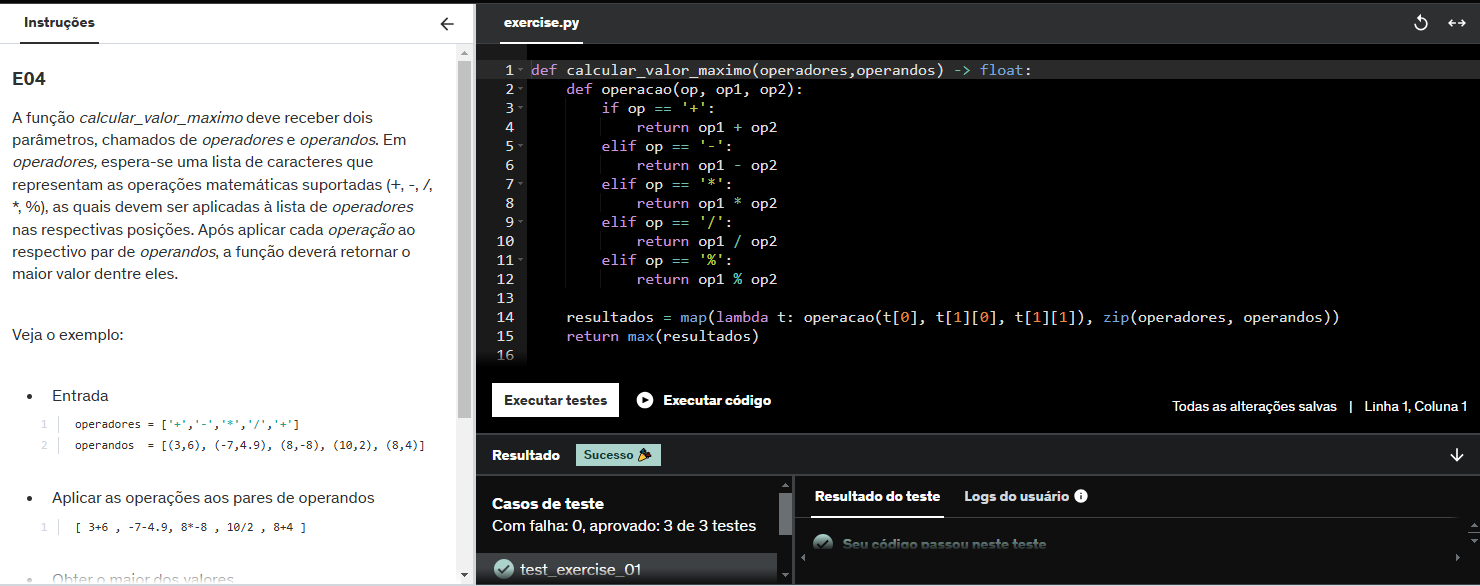 Instruções
E04
A função calcular_valor_maximo deve receber dois
parâmetros, chamados de operadores e operandos. Em
operadores, espera-se uma lista de caracteres que
representam as operações matemáticas suportadas (+, -, /,
*, %), as quais devem ser aplicadas à lista de operadores
nas respectivas posições. Após aplicar cada operação ao
respectivo par de operandos, a função deverá retornar o
maior valor dentre eles.
Veja o exemplo:
• Entrada
1 operadores = ['+','-','*','/','+']
2 operandos  = [(3,6), (-7,4.9), (8,-8), (10,2), (8,4)]
• Aplicar as operações aos pares de operandos
1 [ 3+6 , -7-4.9, 8*-8 , 10/2 , 8+4 ]
• Obter o maior dos valores
exercise.py
1 def calcular_valor_maximo(operadores,operandos) -> float:
2     def operacao(op, op1, op2):
3         if op == '+':
4             return op1 + op2
5         elif op == '-':
6             return op1 - op2
7         elif op == '*':
8             return op1 * op2
9         elif op == '/':
10             return op1 / op2
11         elif op == '%':
12             return op1 % op2
13
14     resultados = map(lambda t: operacao(t[0], t[1][0], t[1][1]), zip(operadores, operandos))
15     return max(resultados)
16
Executar testes Executar código
Todas as alterações salvas | Linha 1, Coluna 1
Resultado Sucesso
Casos de teste
Com falha: 0, aprovado: 3 de 3 testes
test_exercise_01
Resultado do teste Logs do usuário
Seu código passou neste teste